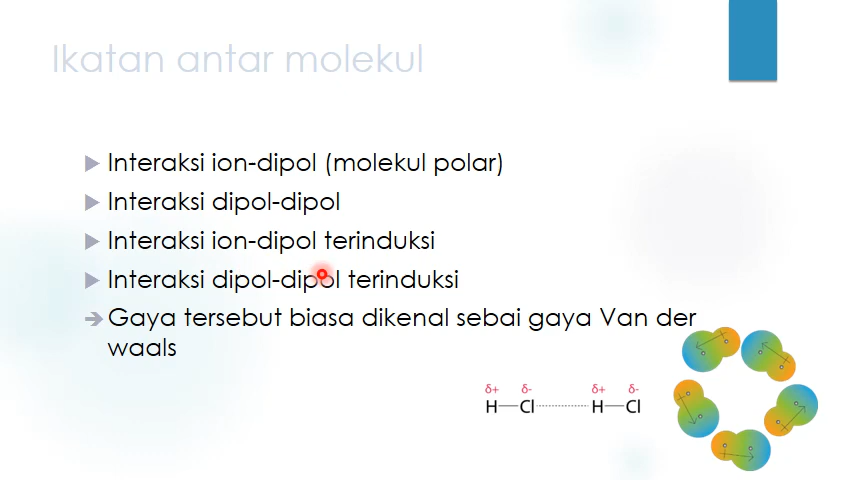 Ikatan antar molekul
Interaksi ion-dipol (molekul polar)
Interaksi dipol-dipol
Interaksi ion-dipol terinduksi
Interaksi dipol-dipol terinduksi
Gaya tersebut biasa dikenal sebai gaya Van der
waals
δ+ δ- δ+ δ-
H—Cl H—Cl